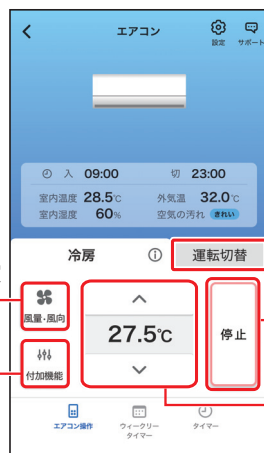 エアコン
設定 サポート
入 09:00 切 23:00
室内温度 28.5℃ 外気温 32.0℃
室内湿度 60% 空気の汚れ きれい
冷房 運転切替
風量・風向
27.5℃
停止
付加機能
エアコン操作 ウィークリータイマー タイマー